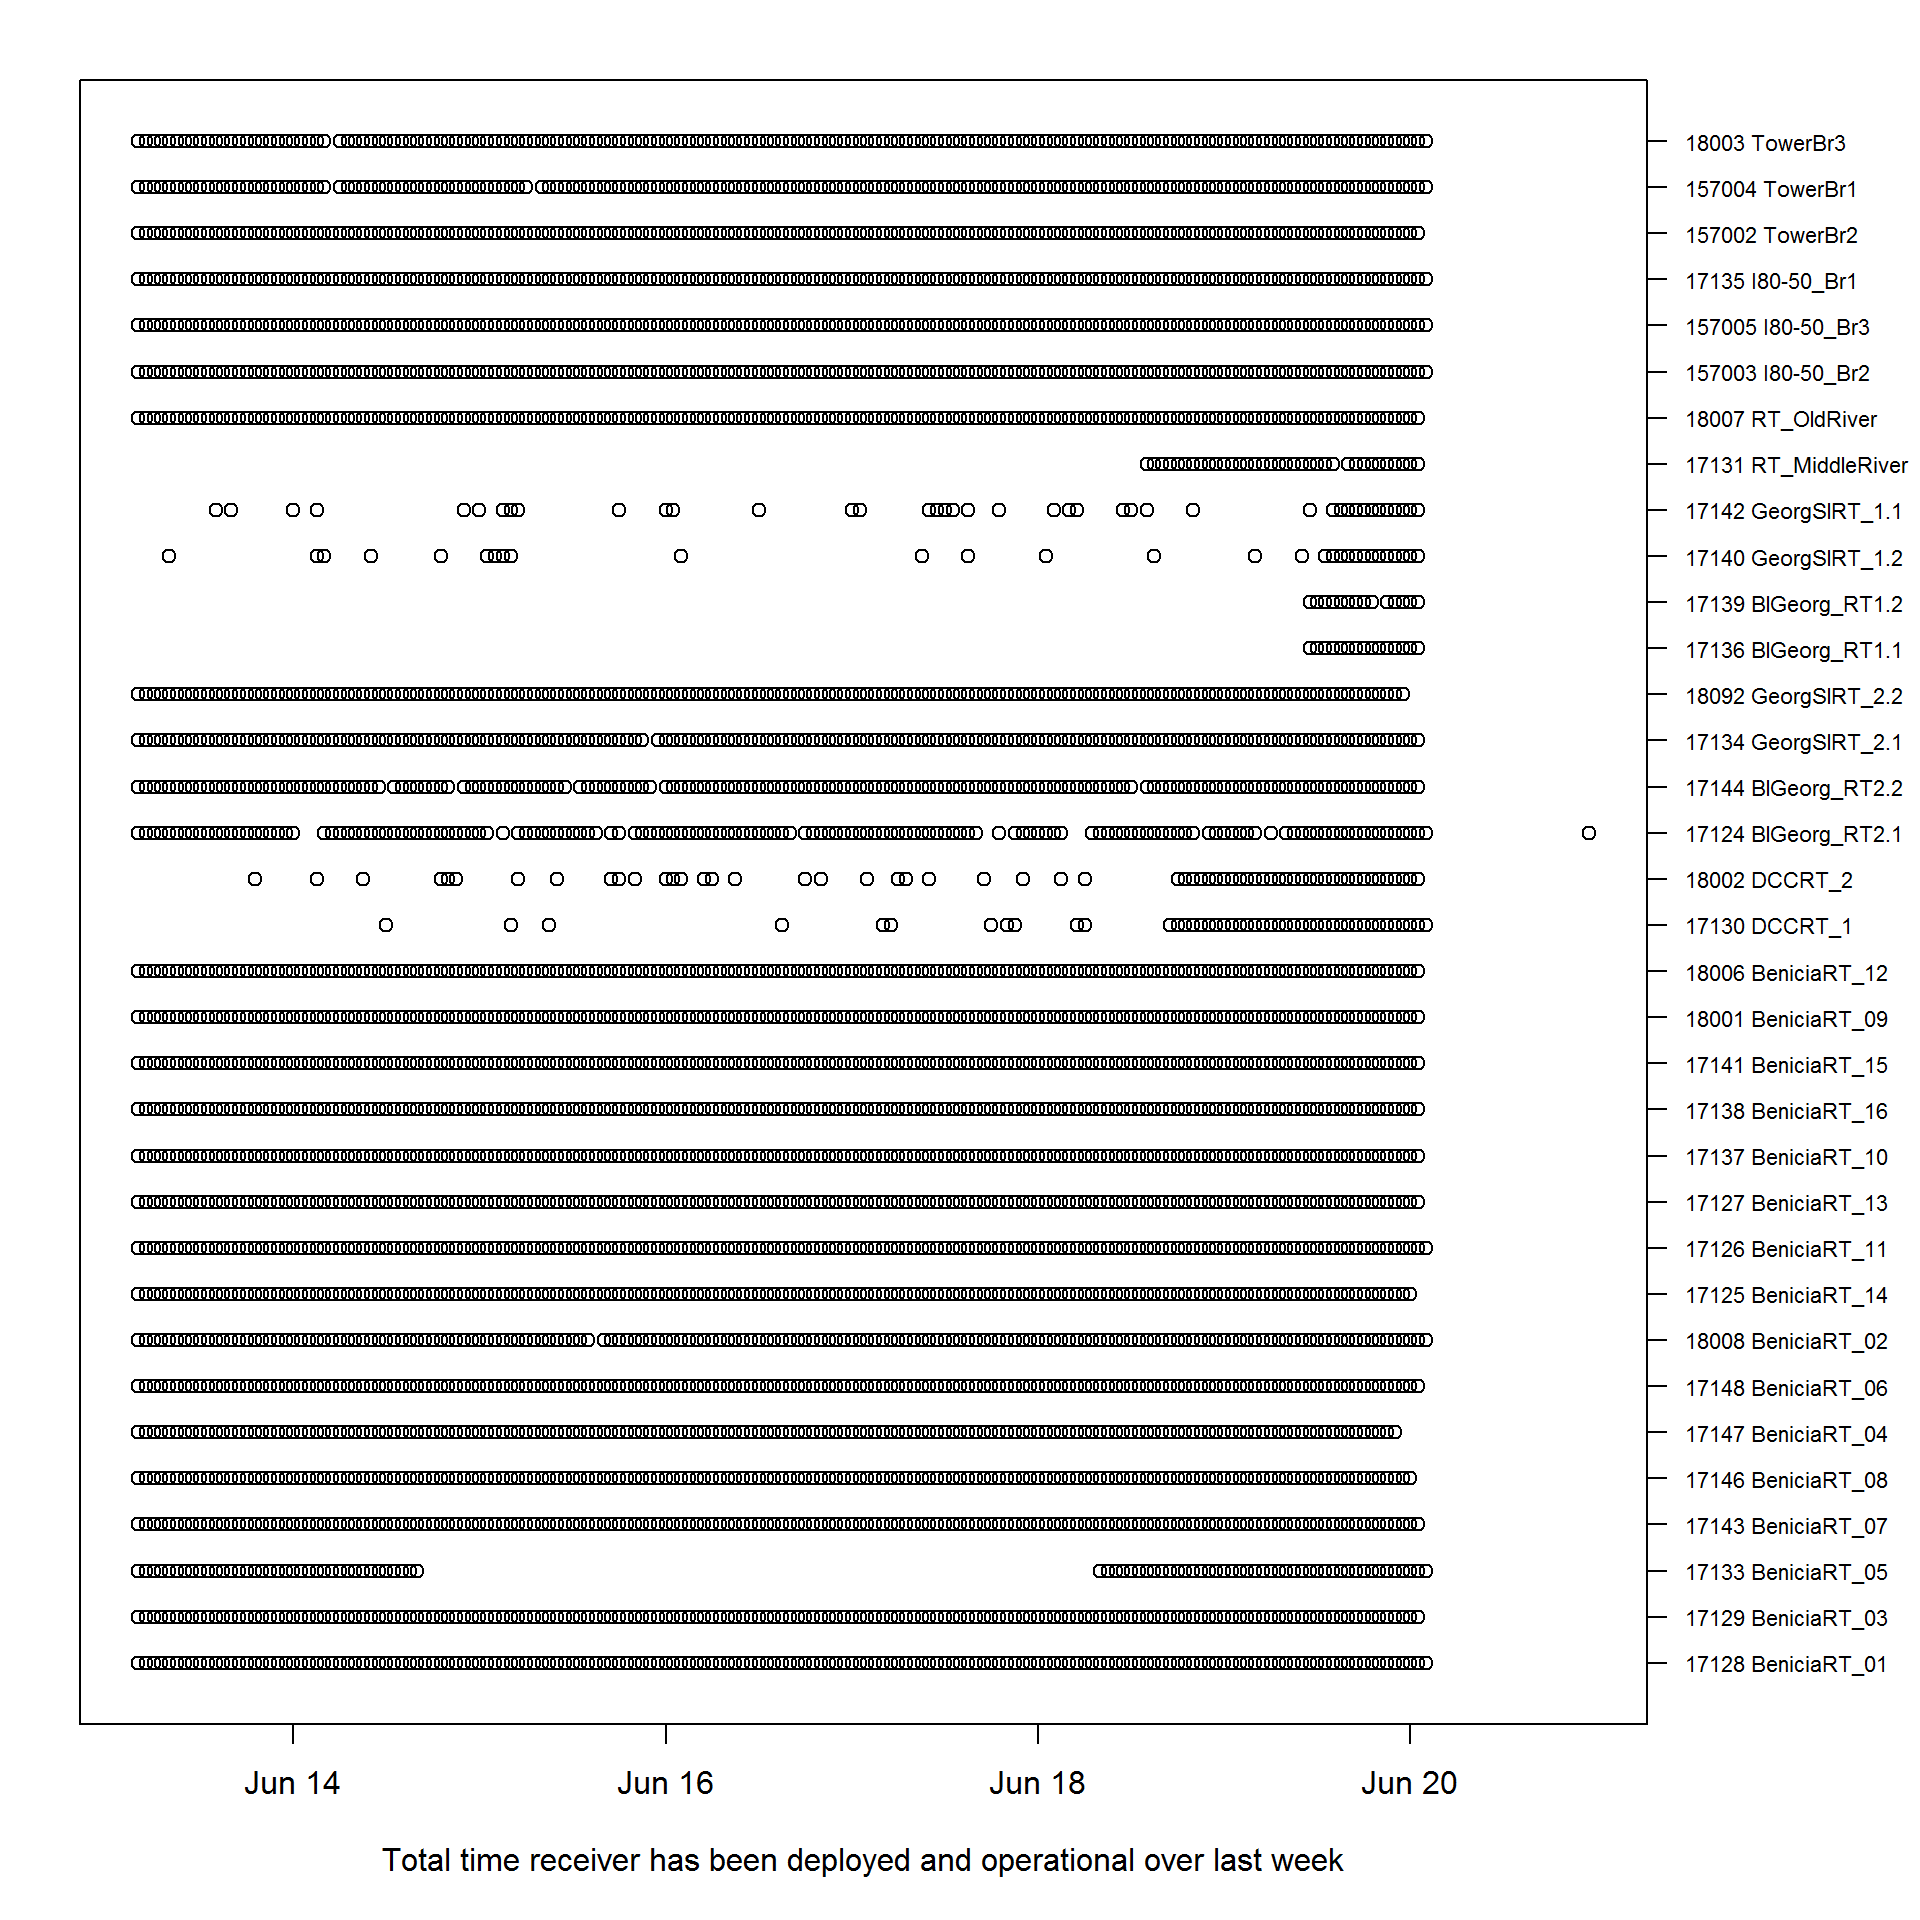 18003 TowerBr3
157004 TowerBr1
157002 TowerBr2
17135 I80-50_Br1
157005 I80-50_Br3
157003 I80-50_Br2
18007 RT_OldRiver
17131 RT_MiddleRiver
17142 GeorgSlRT_1.1
17140 GeorgSlRT_1.2
17139 BlGeorg_RT1.2
17136 BlGeorg_RT1.1
18092 GeorgSlRT_2.2
17134 GeorgSlRT_2.1
17144 BlGeorg_RT2.2
17124 BlGeorg_RT2.1
18002 DCCRT_2
17130 DCCRT_1
18006 BeniciaRT_12
18001 BeniciaRT_09
17141 BeniciaRT_15
17138 BeniciaRT_16
17137 BeniciaRT_10
17127 BeniciaRT_13
17126 BeniciaRT_11
17125 BeniciaRT_14
18008 BeniciaRT_02
17148 BeniciaRT_06
17147 BeniciaRT_04
17146 BeniciaRT_08
17143 BeniciaRT_07
17133 BeniciaRT_05
17129 BeniciaRT_03
17128 BeniciaRT_01
Jun 14 Jun 16 Jun 18 Jun 20
Total time receiver has been deployed and operational over last week